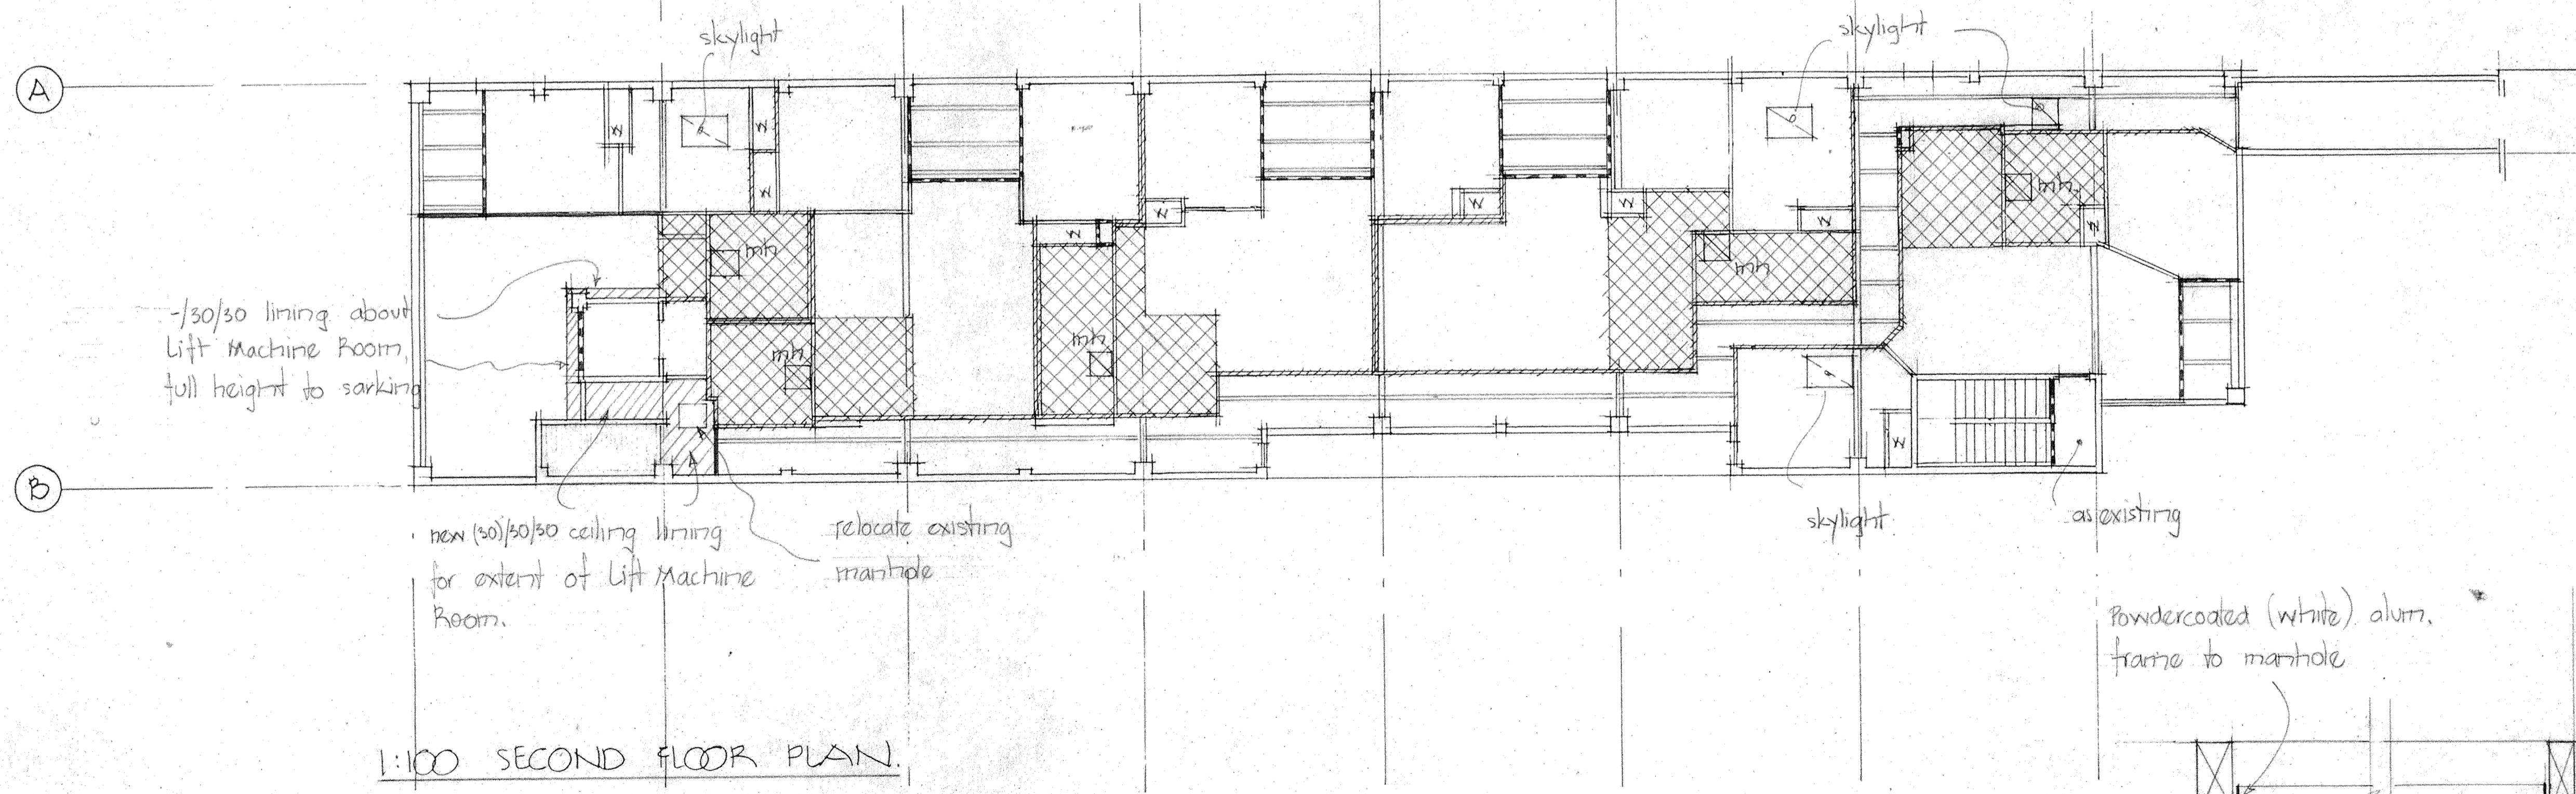 skylight
skylight
A
W
W
W
W
W
W
W
W
W
W
mh
mh
mh
mh
mh
-/30/30 lining about
Lift Machine Room,
full height to sarking
B
new (30)/30/30 ceiling lining
for extent of Lift Machine
Room.
relocate existing
manhole
skylight
as existing
Powdercoated (white) alum.
frame to manhole
1:100 SECOND FLOOR PLAN.